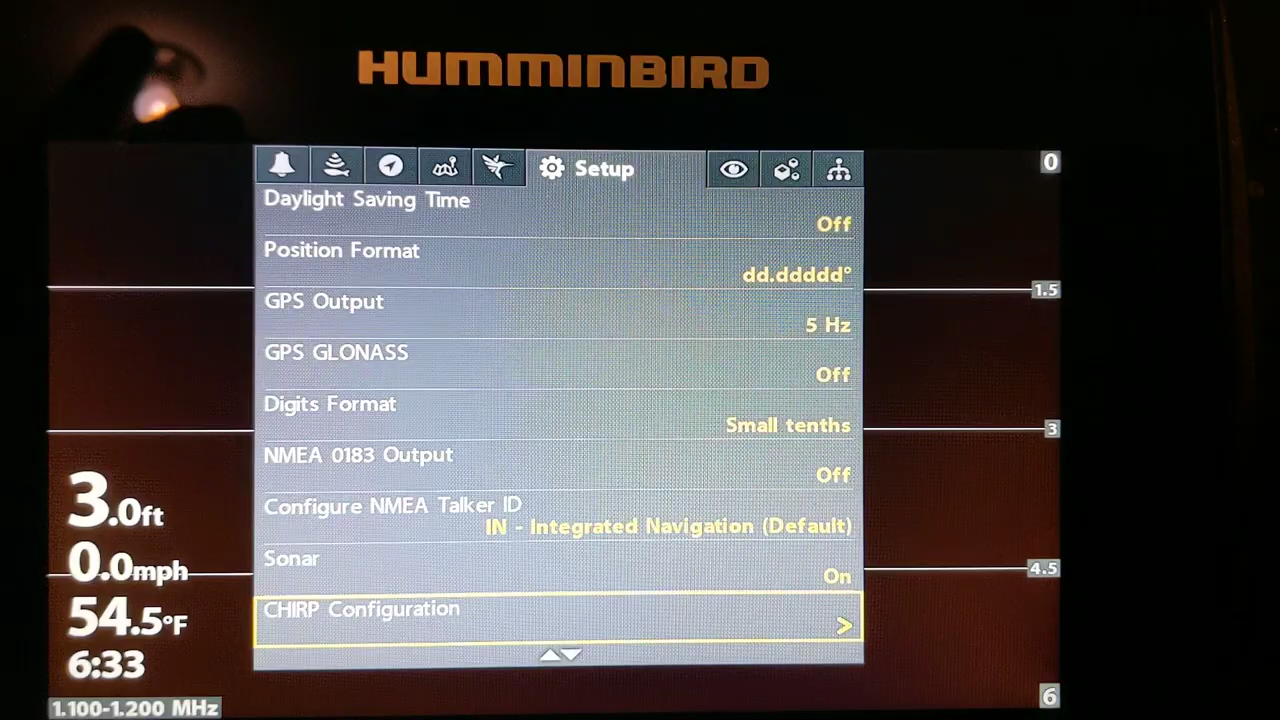 HUMMINBIRD
Setup
0
Daylight Saving Time
Off
Position Format
dd.ddddd°
1.5
GPS Output
5 Hz
GPS GLONASS
Off
Digits Format
Small tenths
3
NMEA 0183 Output
Off
Configure NMEA Talker ID
IN - Integrated Navigation (Default)
Sonar
On
4.5
CHIRP Configuration
>
3.0ft
0.0mph
54.5°F
6:33
1.100-1.200 MHz
6